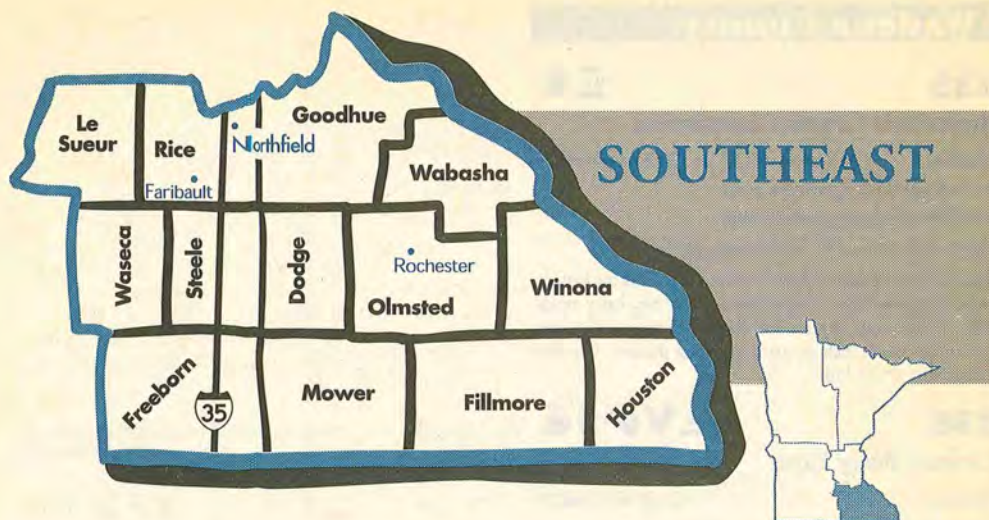 SOUTHEAST
Le
Sueur
Rice
Goodhue
Northfield
Faribault
Wabasha
Waseca
Steele
Dodge
Rochester
Olmsted
Winona
Freeborn
35
Mower
Fillmore
Houston